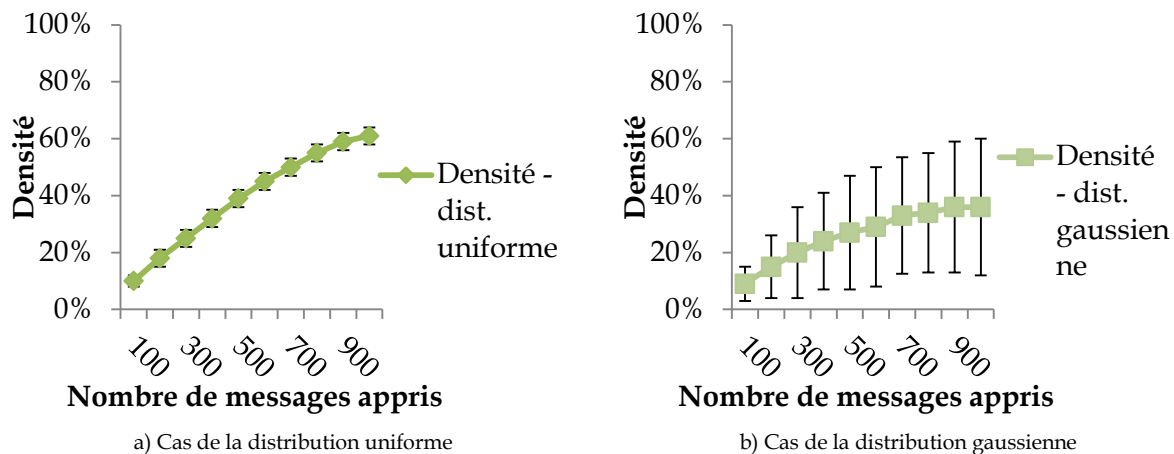 100%
80%
60%
40%
20%
0%
Densité
100
300
500
700
900
Nombre de messages appris
Densité -
dist.
uniforme
a) Cas de la distribution uniforme
100%
80%
60%
40%
20%
0%
Densité
100
300
500
700
900
Nombre de messages appris
Densité
- dist.
gaussien
ne
b) Cas de la distribution gaussienne